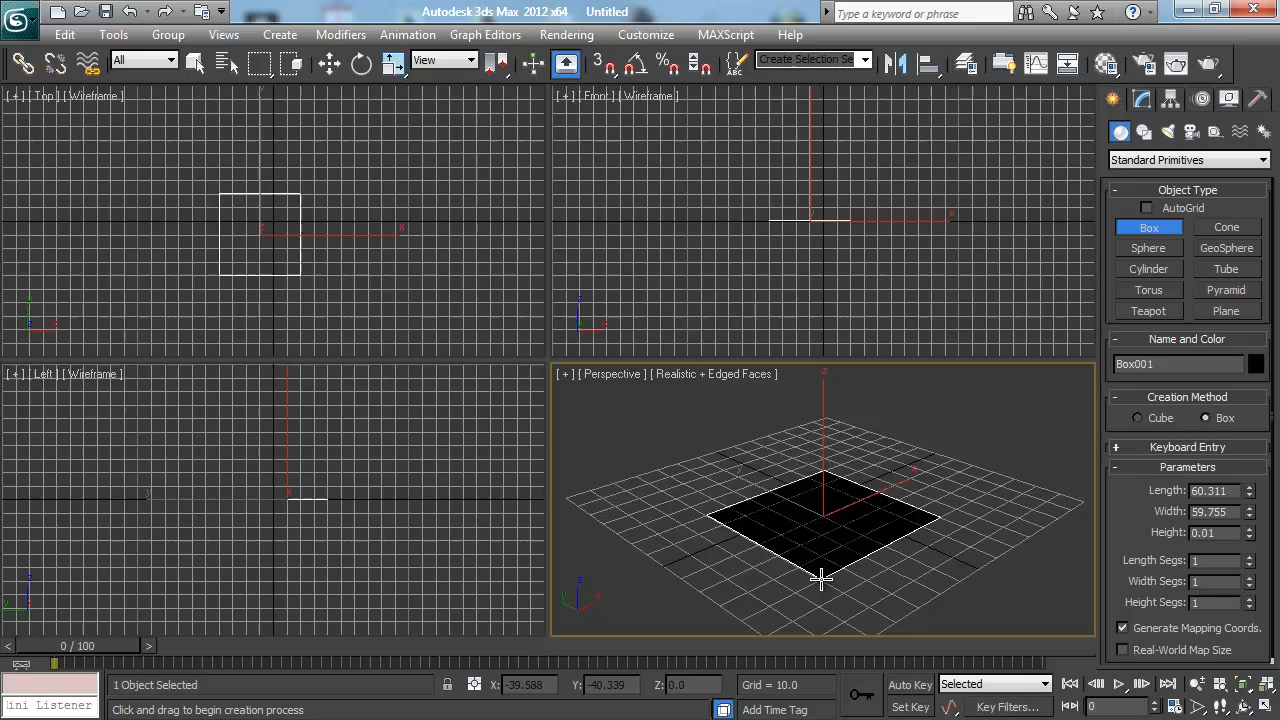 Autodesk 3ds Max 2012 x64 Untitled
Type a keyword or phrase
Edit Tools Group Views Create Modifiers Animation Graph Editors Rendering Customize MAXScript Help
All View Create Selection Se
[ + ] [ Top ] [ Wireframe ]
[ + ] [ Front ] [ Wireframe ]
[ + ] [ Left ] [ Wireframe ]
[ + ] [ Perspective ] [ Realistic + Edged Faces ]
Standard Primitives
- Object Type
AutoGrid
Box Cone
Sphere GeoSphere
Cylinder Tube
Torus Pyramid
Teapot Plane
- Name and Color
Box001
- Creation Method
Cube Box
+ Keyboard Entry
- Parameters
Length: 60.311
Width: 59.755
Height: 0.01
Length Segs: 1
Width Segs: 1
Height Segs: 1
Generate Mapping Coords.
Real-World Map Size
< 0 / 100 >
1 Object Selected X: -39.588 Y: -40.339 Z: 0.0 Grid = 10.0 Auto Key Selected
ini Listener Click and drag to begin creation process Add Time Tag Set Key Key Filters... 0